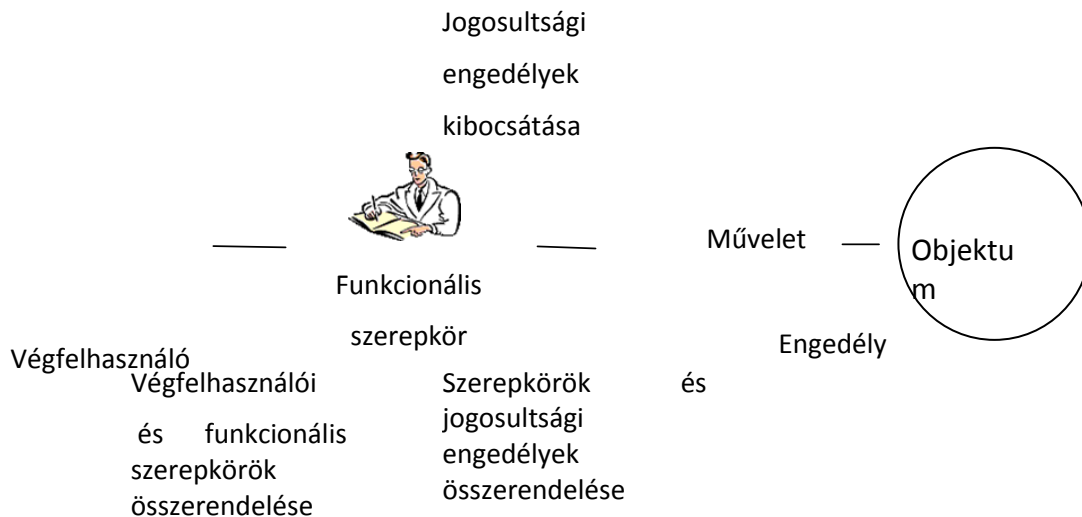 Jogosultsági
engedélyek
kibocsátása
Művelet
Objektu
m
Funkcionális
szerepkör
Engedély
Végfelhasználó
Végfelhasználói
és funkcionális
szerepkörök
összerendelése
Szerepkörök és
jogosultsági
engedélyek
összerendelése